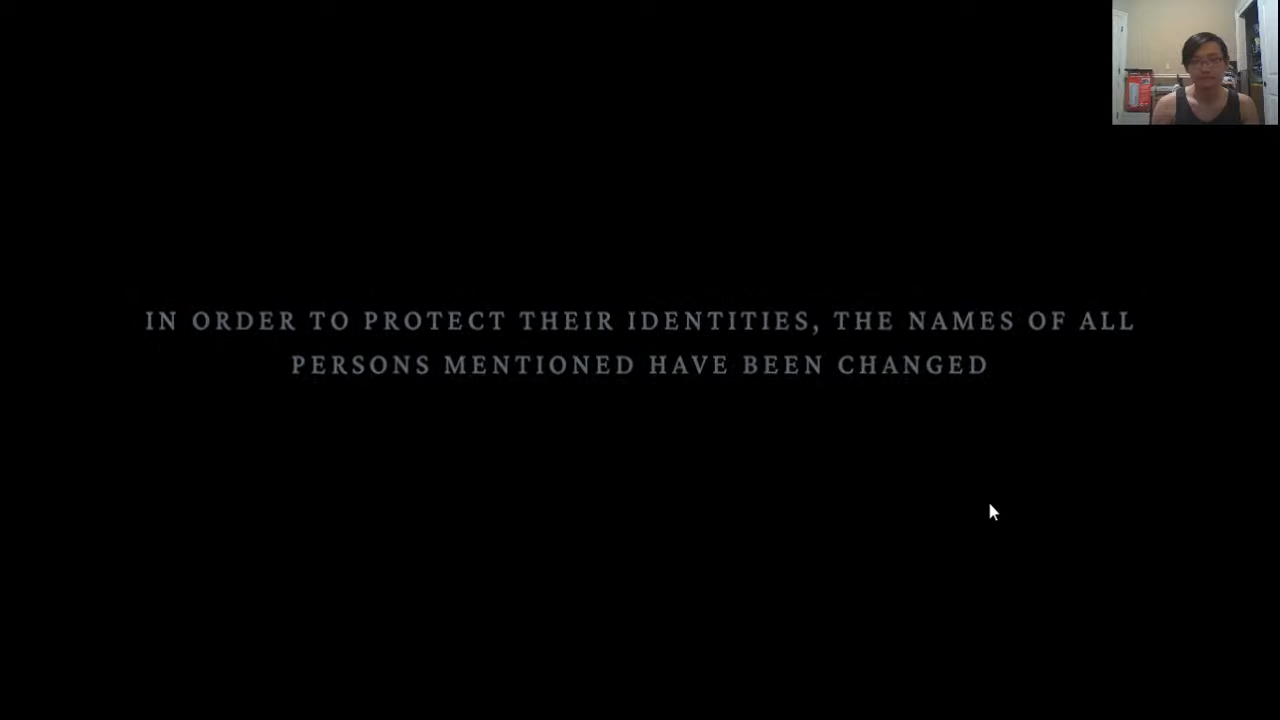 IN ORDER TO PROTECT THEIR IDENTITIES, THE NAMES OF ALL
PERSONS MENTIONED HAVE BEEN CHANGED